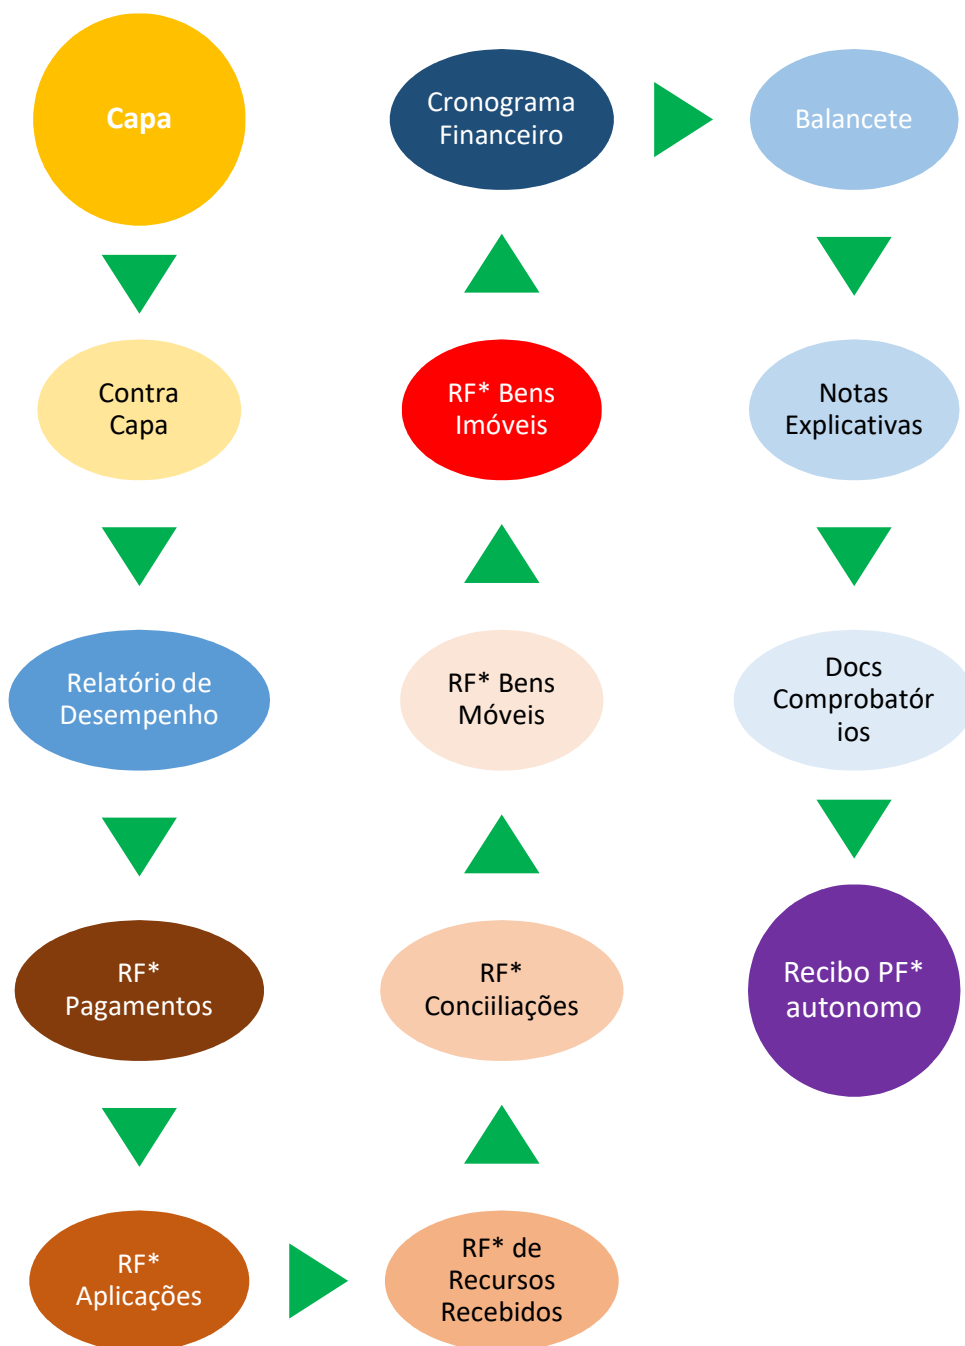 Capa
Contra
Capa
Relatório de
Desempenho
RF*
Pagamentos
RF*
Aplicações
RF* de
Recursos
Recebidos
RF*
Conciiliações
RF* Bens
Móveis
RF* Bens
Imóveis
Cronograma
Financeiro
Balancete
Notas
Explicativas
Docs
Comprobatór
ios
Recibo PF*
autonomo